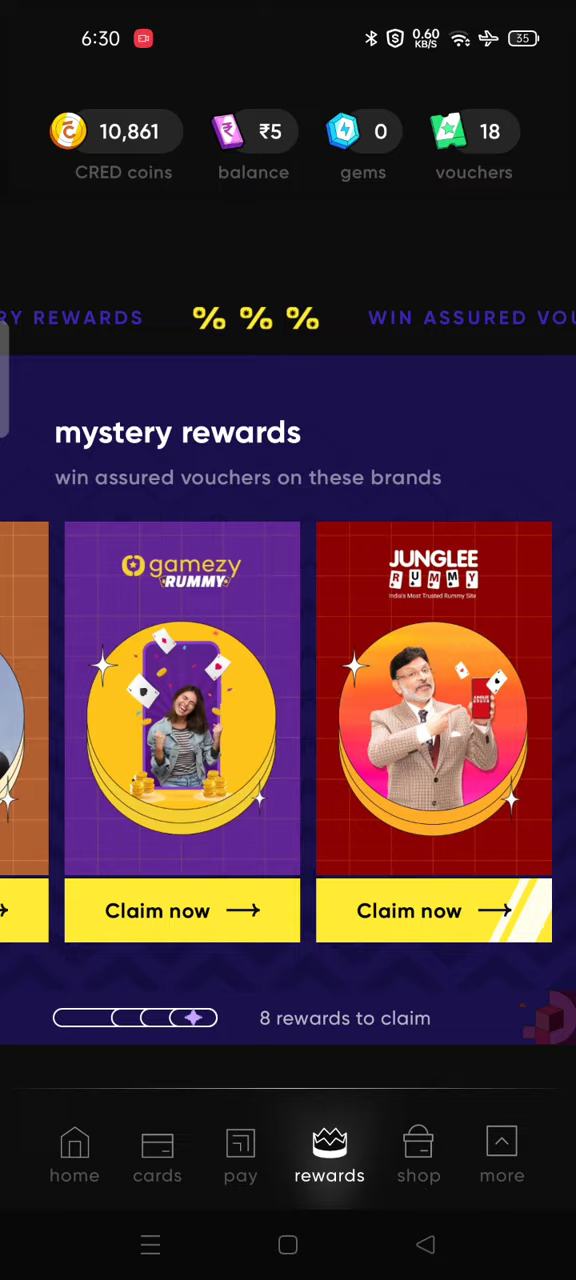 6:30
0.60
KB/S
35
10,861
₹5
0
18
CRED coins
balance
gems
vouchers
RY REWARDS
% % %
WIN ASSURED VOU
mystery rewards
win assured vouchers on these brands
gamezy
RUMMY
JUNGLEE
RUMMY
India's Most Trusted Rummy Site
Claim now
Claim now
8 rewards to claim
home
cards
pay
rewards
shop
more